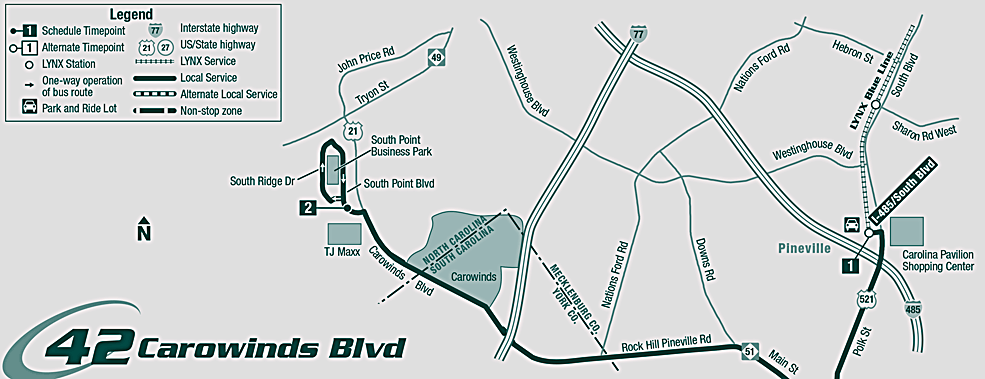 Legend
1 Schedule Timepoint
1 Alternate Timepoint
LYNX Station
One-way operation
of bus route
Park and Ride Lot
77 Interstate highway
21 27 US/State highway
LYNX Service
Local Service
Alternate Local Service
Non-stop zone
John Price Rd
49
Tryon St
21
South Point
Business Park
South Ridge Dr
South Point Blvd
2
TJ Maxx
N
NORTH CAROLINA
SOUTH CAROLINA
Carowinds
Carowinds
Blvd
Westinghouse Blvd
77
Nations Ford Rd
Hebron St
LYNX Blue Line
South Blvd
Sharon Rd West
Westinghouse Blvd
I-485/South Blvd
Pineville
1
Carolina Pavilion
Shopping Center
MECKLENBURG CO.
YORK CO.
Nations Ford Rd
Downs Rd
521
485
Rock Hill Pineville Rd
51
Main St
Polk St
42 Carowinds Blvd